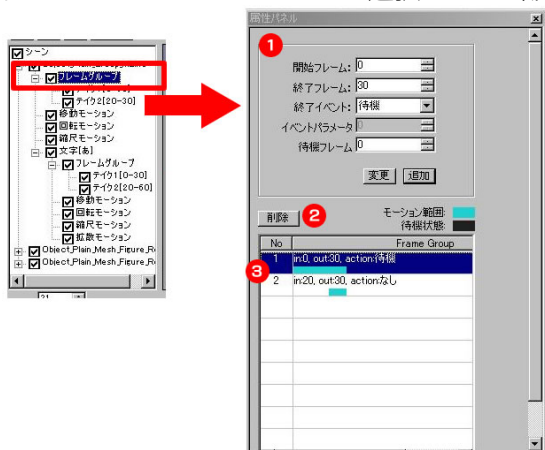 シーン
フレームグループ
テイク2[20-30]
移動モーション
回転モーション
縮尺モーション
文字[あ]
フレームグループ
テイク1[0-30]
テイク2[20-60]
移動モーション
回転モーション
縮尺モーション
拡散モーション
Object_Plain_Mesh_Figure_R
Object_Plain_Mesh_Figure_R
属性パネル
1
開始フレーム: 0
終了フレーム: 30
終了イベント: 待機
イベントパラメータ 0
待機フレーム 0
変更 追加
削除 2 モーション範囲:
待機状態:
No Frame Group
1 in:0, out:30, action:待機
3
2 in:20, out:30, action:なし